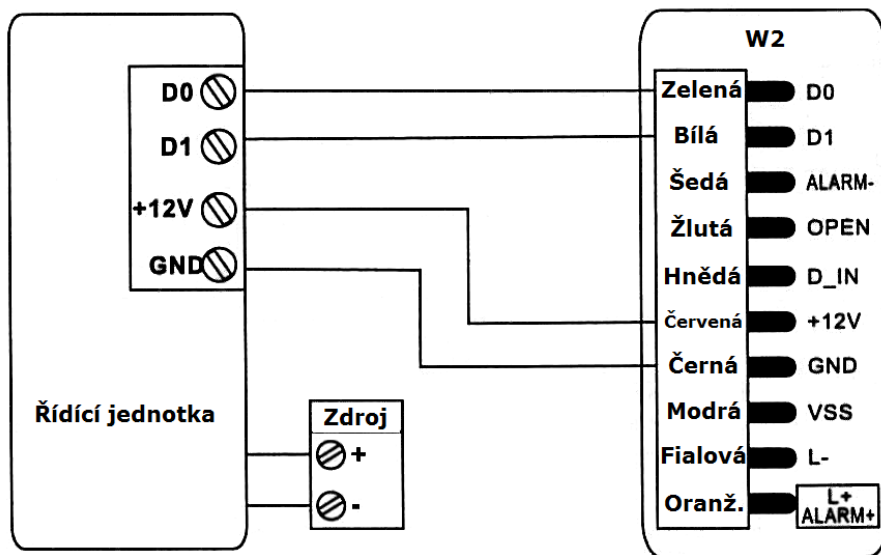 D0
D1
+12V
GND
Řídící jednotka
Zdroj
+
-
W2
Zelená D0
Bílá D1
Šedá ALARM-
Žlutá OPEN
Hnědá D_IN
Červená +12V
Černá GND
Modrá VSS
Fialová L-
Oranž. L+
ALARM+